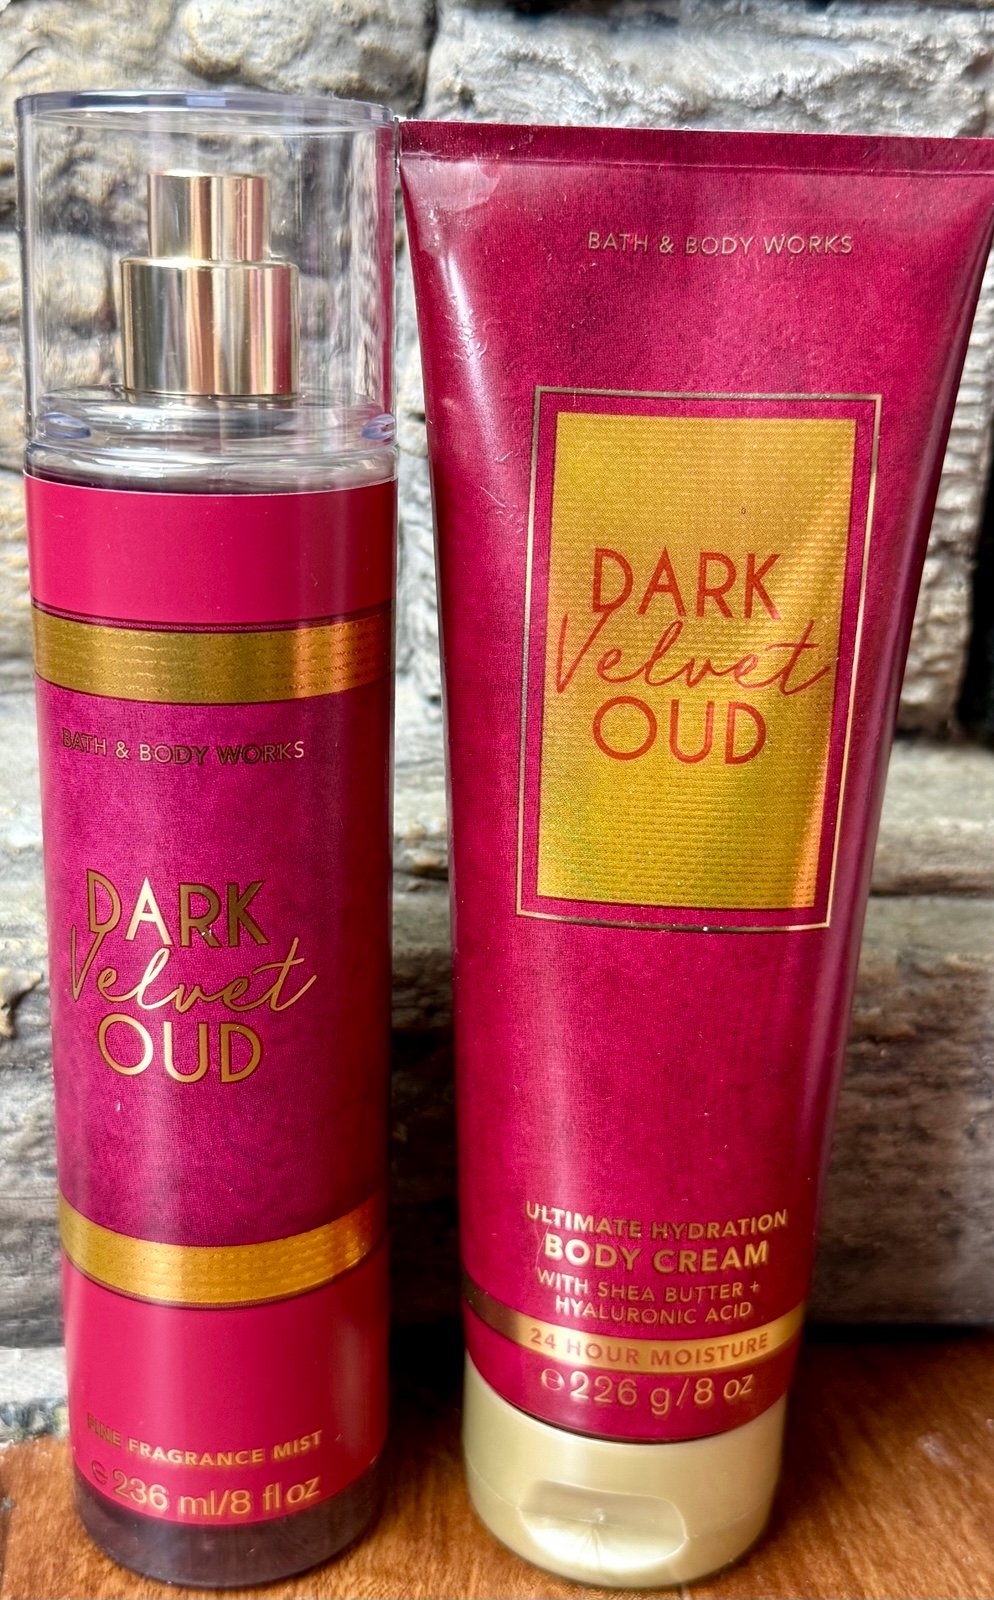 BATH & BODY WORKS
DARK
Velvet
OUD
FINE FRAGRANCE MIST
℮ 236 ml/8 fl oz
BATH & BODY WORKS
DARK
Velvet
OUD
ULTIMATE HYDRATION
BODY CREAM
WITH SHEA BUTTER +
HYALURONIC ACID
24 HOUR MOISTURE
℮ 226 g/8 oz